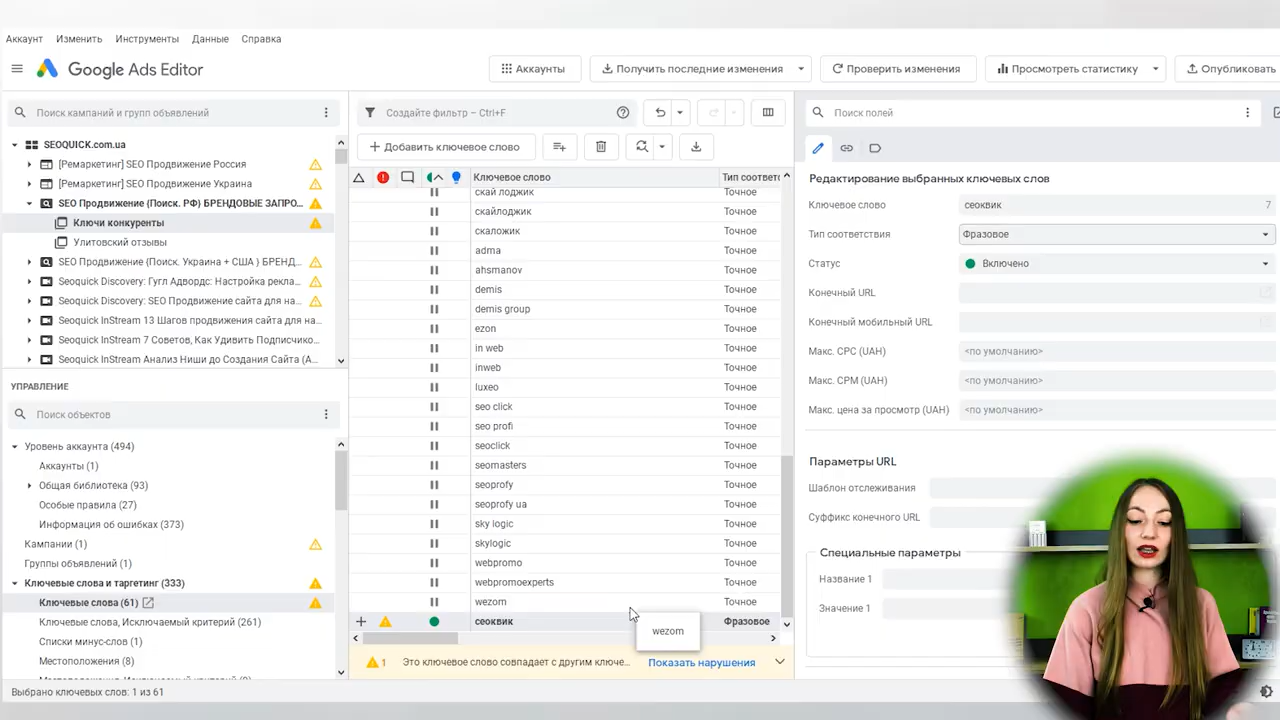 Аккаунт Изменить Инструменты Данные Справка
Google Ads Editor
Аккаунты
Получить последние изменения
Проверить изменения
Просмотреть статистику
Опубликовать
Поиск кампаний и групп объявлений
SEOQUICK.com.ua
[Ремаркетинг] SEO Продвижение Россия
[Ремаркетинг] SEO Продвижение Украина
SEO Продвижение {Поиск. РФ} БРЕНДОВЫЕ ЗАПРО...
Ключи конкуренты
Улитовский отзывы
SEO Продвижение {Поиск. Украина + США } БРЕНД...
Seoquick Discovery: Гугл Адвордс: Настройка рекла...
Seoquick Discovery: SEO Продвижение сайта для на...
Seoquick InStream 13 Шагов продвижения сайта для на...
Seoquick InStream 7 Советов, Как Удивить Подписчико...
Seoquick InStream Анализ Ниши до Создания Сайта (А...
УПРАВЛЕНИЕ
Поиск объектов
Уровень аккаунта (494)
Аккаунты (1)
Общая библиотека (93)
Особые правила (27)
Информация об ошибках (373)
Кампании (1)
Группы объявлений (1)
Ключевые слова и таргетинг (333)
Ключевые слова (61)
Ключевые слова, Исключаемый критерий (261)
Списки минус-слов (1)
Местоположения (8)
Выбрано ключевых слов: 1 из 61
Создайте фильтр – Ctrl+F
Добавить ключевое слово
Ключевое слово Тип соответс
скай лоджик Точное
скайлоджик Точное
скаложик Точное
adma Точное
ahsmanov Точное
demis Точное
demis group Точное
ezon Точное
in web Точное
inweb Точное
luxeo Точное
seo click Точное
seo profi Точное
seoclick Точное
seomasters Точное
seoprofy Точное
seoprofy ua Точное
sky logic Точное
skylogic Точное
webpromo Точное
webpromoexperts Точное
wezom Точное
сеоквик Фразовое
wezom
1 Это ключевое слово совпадает с другим ключе... Показать нарушения
Поиск полей
Редактирование выбранных ключевых слов
Ключевое слово сеоквик 7
Тип соответствия Фразовое
Статус Включено
Конечный URL
Конечный мобильный URL
Макс. CPC (UAH) <по умолчанию>
Макс. CPM (UAH) <по умолчанию>
Макс. цена за просмотр (UAH) <по умолчанию>
Параметры URL
Шаблон отслеживания
Суффикс конечного URL
Специальные параметры
Название 1
Значение 1